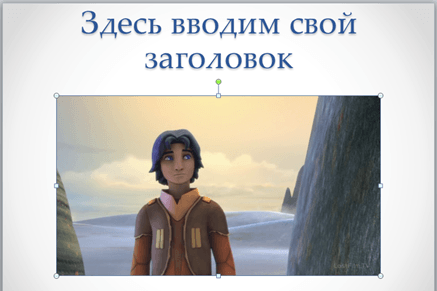 Здесь вводим свой
заголовок